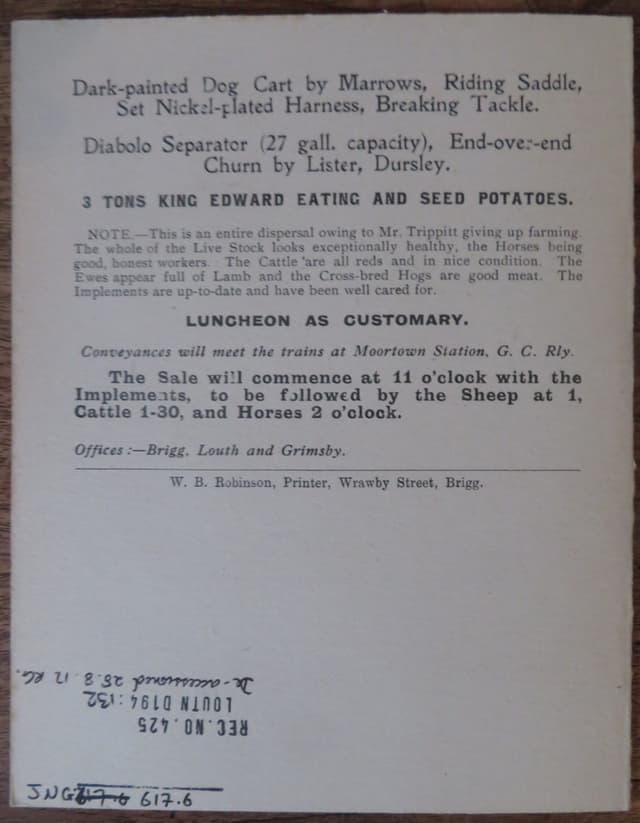 Dark-painted Dog Cart by Marrows, Riding Saddle,
Set Nickel-plated Harness, Breaking Tackle.
Diabolo Separator (27 gall. capacity), End-over-end
Churn by Lister, Dursley.
3 TONS KING EDWARD EATING AND SEED POTATOES.
NOTE.—This is an entire dispersal owing to Mr. Trippitt giving up farming.
The whole of the Live Stock looks exceptionally healthy, the Horses being
good, honest workers. The Cattle are all reds and in nice condition. The
Ewes appear full of Lamb and the Cross-bred Hogs are good meat. The
Implements are up-to-date and have been well cared for.
LUNCHEON AS CUSTOMARY.
Conveyances will meet the trains at Moortown Station, G. C. Rly.
The Sale will commence at 11 o'clock with the
Implements, to be followed by the Sheep at 1,
Cattle 1-30, and Horses 2 o'clock.
Offices :—Brigg, Louth and Grimsby.
W. B. Robinson, Printer, Wrawby Street, Brigg.
REC.NO.425
LOUTN D194:132
De-accessioned 28.8.12 RG.
JNG 617.6 617.6